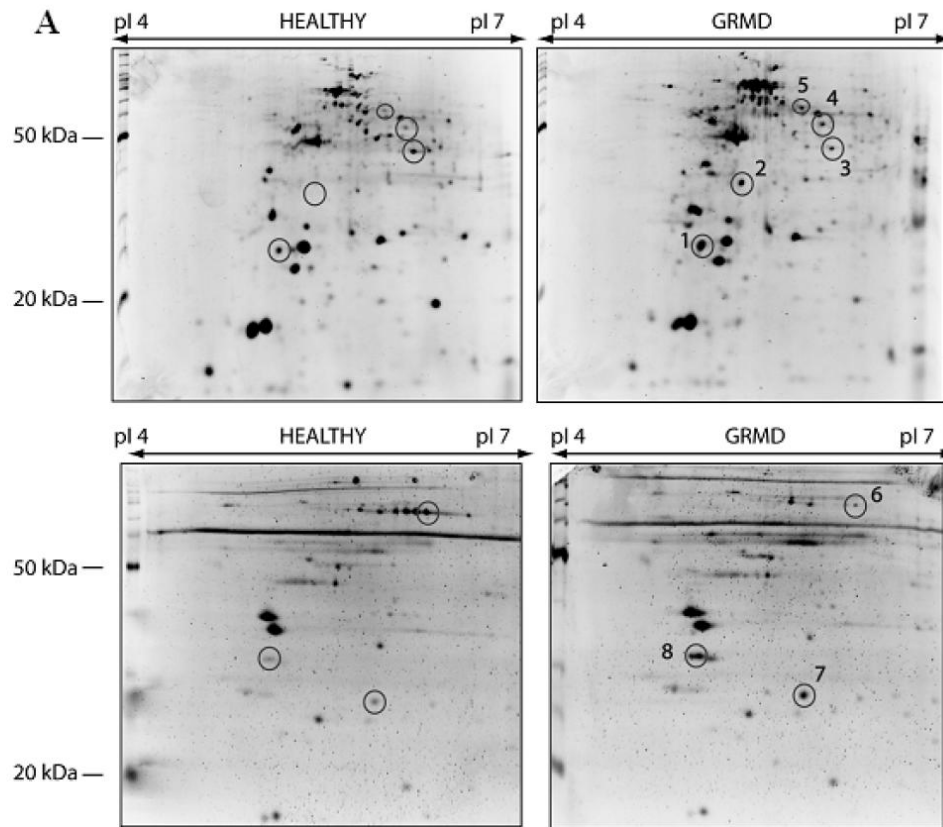 A
pI 4 HEALTHY pI 7
pI 4 GRMD pI 7
50 kDa
20 kDa
5
4
3
2
1
pI 4 HEALTHY pI 7
pI 4 GRMD pI 7
50 kDa
20 kDa
6
8
7